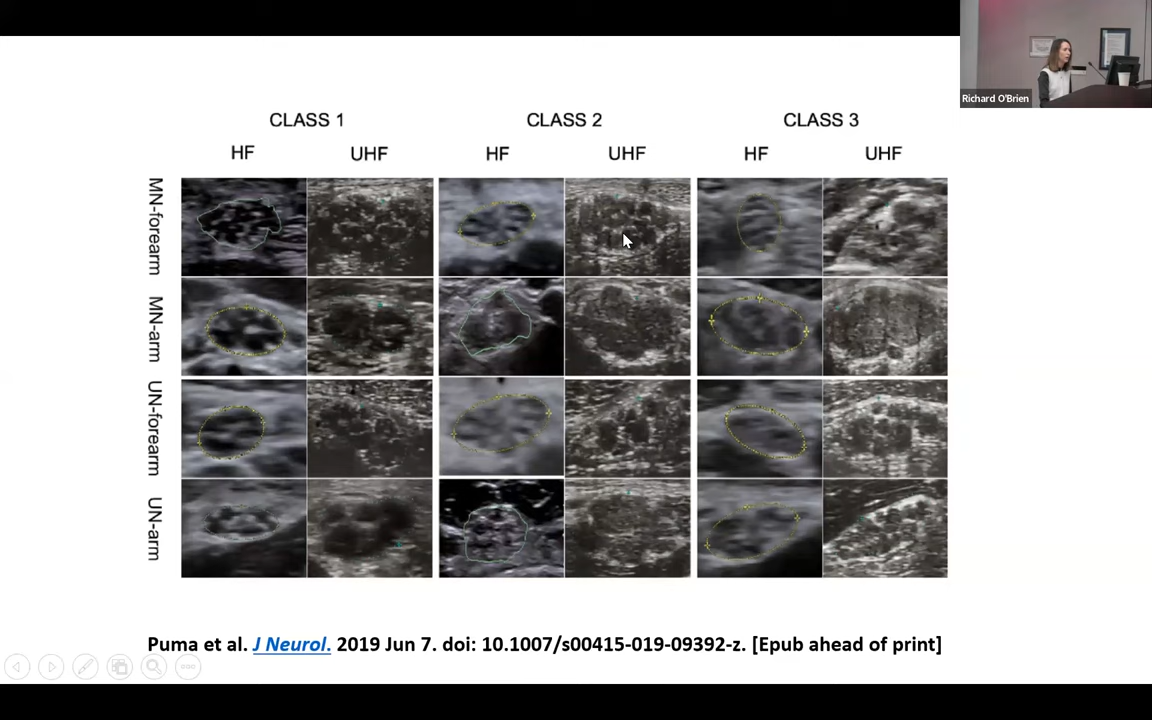 Richard O'Brien
CLASS 1 CLASS 2 CLASS 3
HF UHF HF UHF HF UHF
MN-forearm
MN-arm
UN-forearm
UN-arm
Puma et al. J Neurol. 2019 Jun 7. doi: 10.1007/s00415-019-09392-z. [Epub ahead of print]